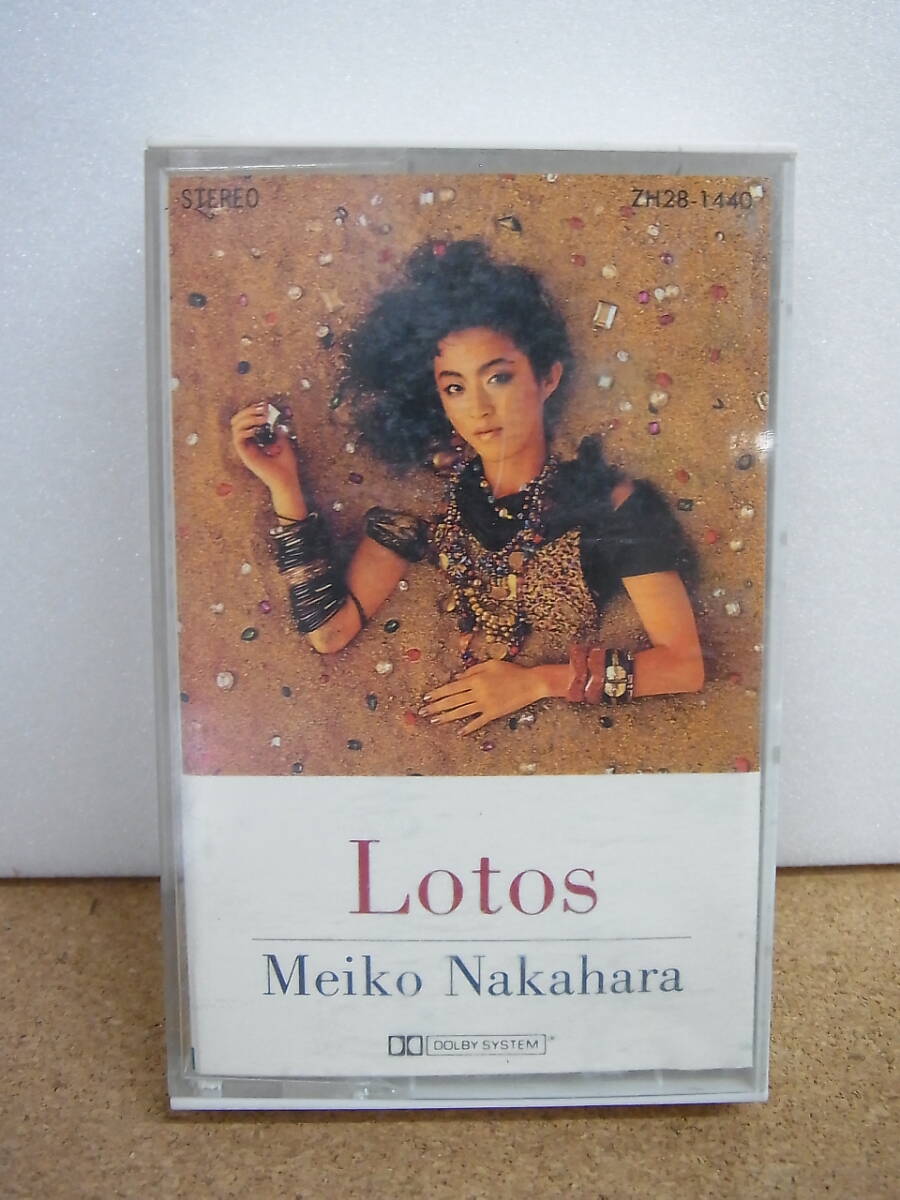 STEREO ZH28-1440
Lotos
Meiko Nakahara
DOLBY SYSTEM